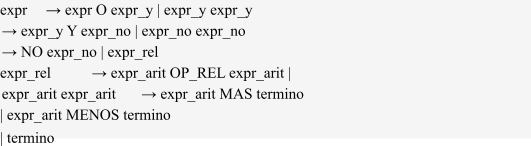 expr → expr O expr_y | expr_y expr_y
→ expr_y Y expr_no | expr_no expr_no
→ NO expr_no | expr_rel
expr_rel → expr_arit OP_REL expr_arit |
expr_arit expr_arit → expr_arit MAS termino
| expr_arit MENOS termino
| termino